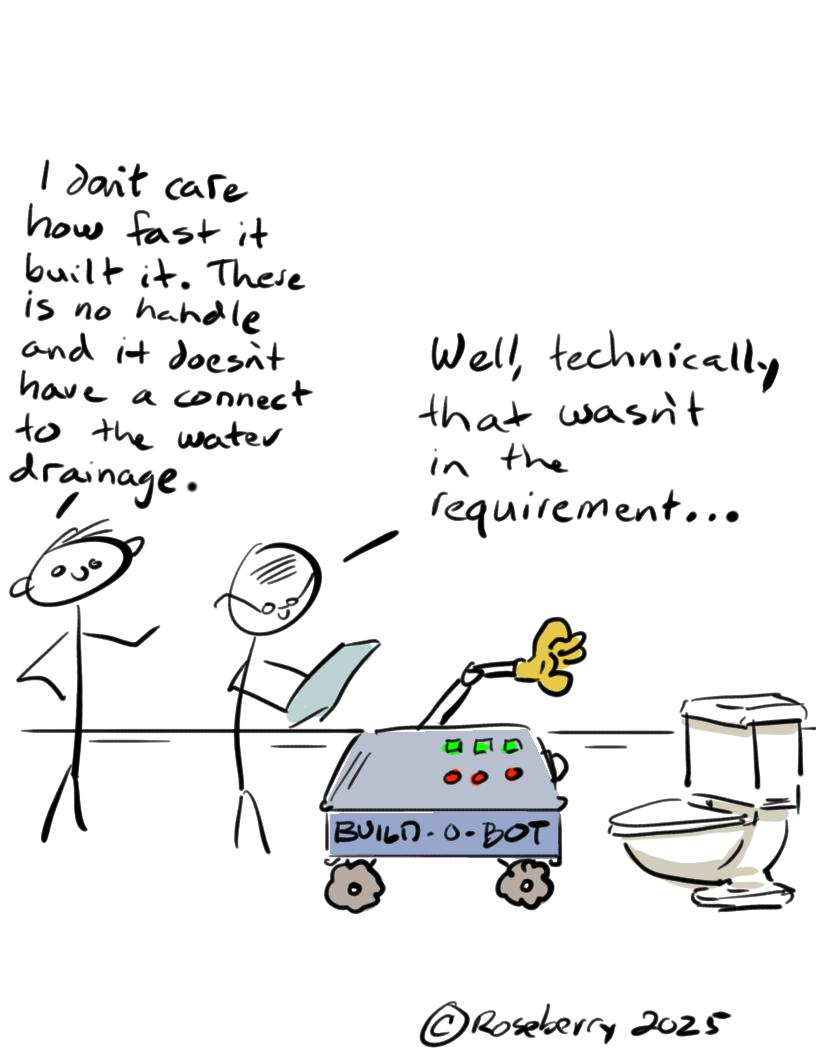 I don't care
how fast it
built it. There
is no handle
and it doesn't
have a connect
to the water
drainage.
Well, technically,
that wasn't
in the
requirement...
BUILD-O-BOT
© Roseberry 2025